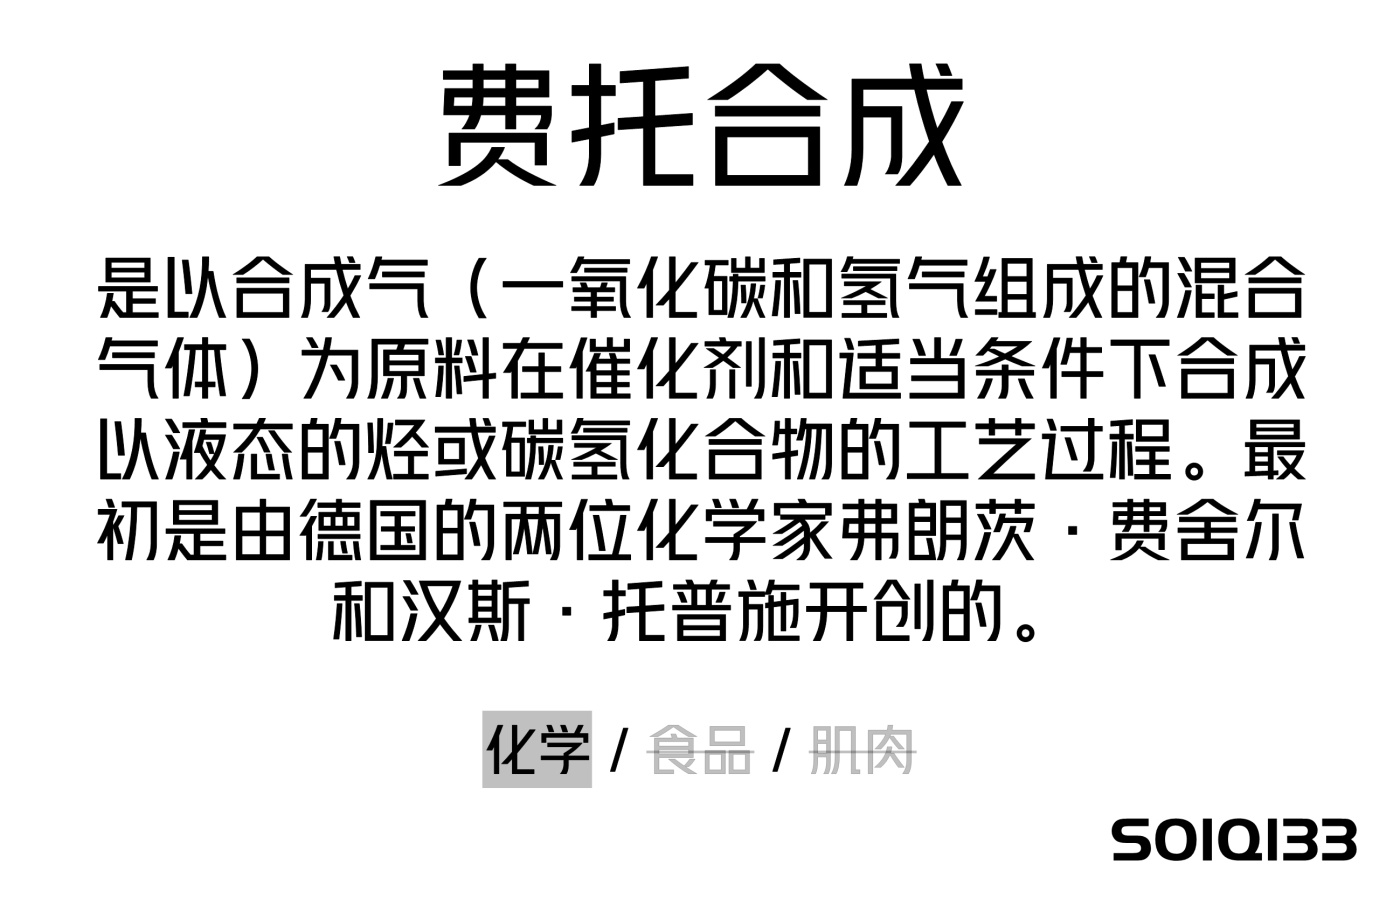 费托合成
是以合成气（一氧化碳和氢气组成的混合
气体）为原料在催化剂和适当条件下合成
以液态的烃或碳氢化合物的工艺过程。最
初是由德国的两位化学家弗朗茨·费舍尔
和汉斯·托普施开创的。
化学 / 食品 / 肌肉
SO1Q133